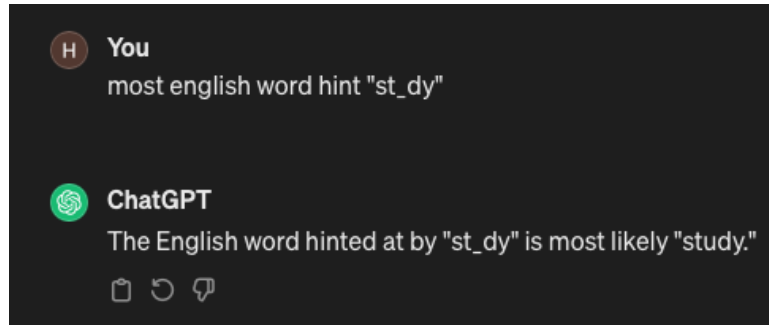 H
You
most english word hint "st_dy"
ChatGPT
The English word hinted at by "st_dy" is most likely "study."